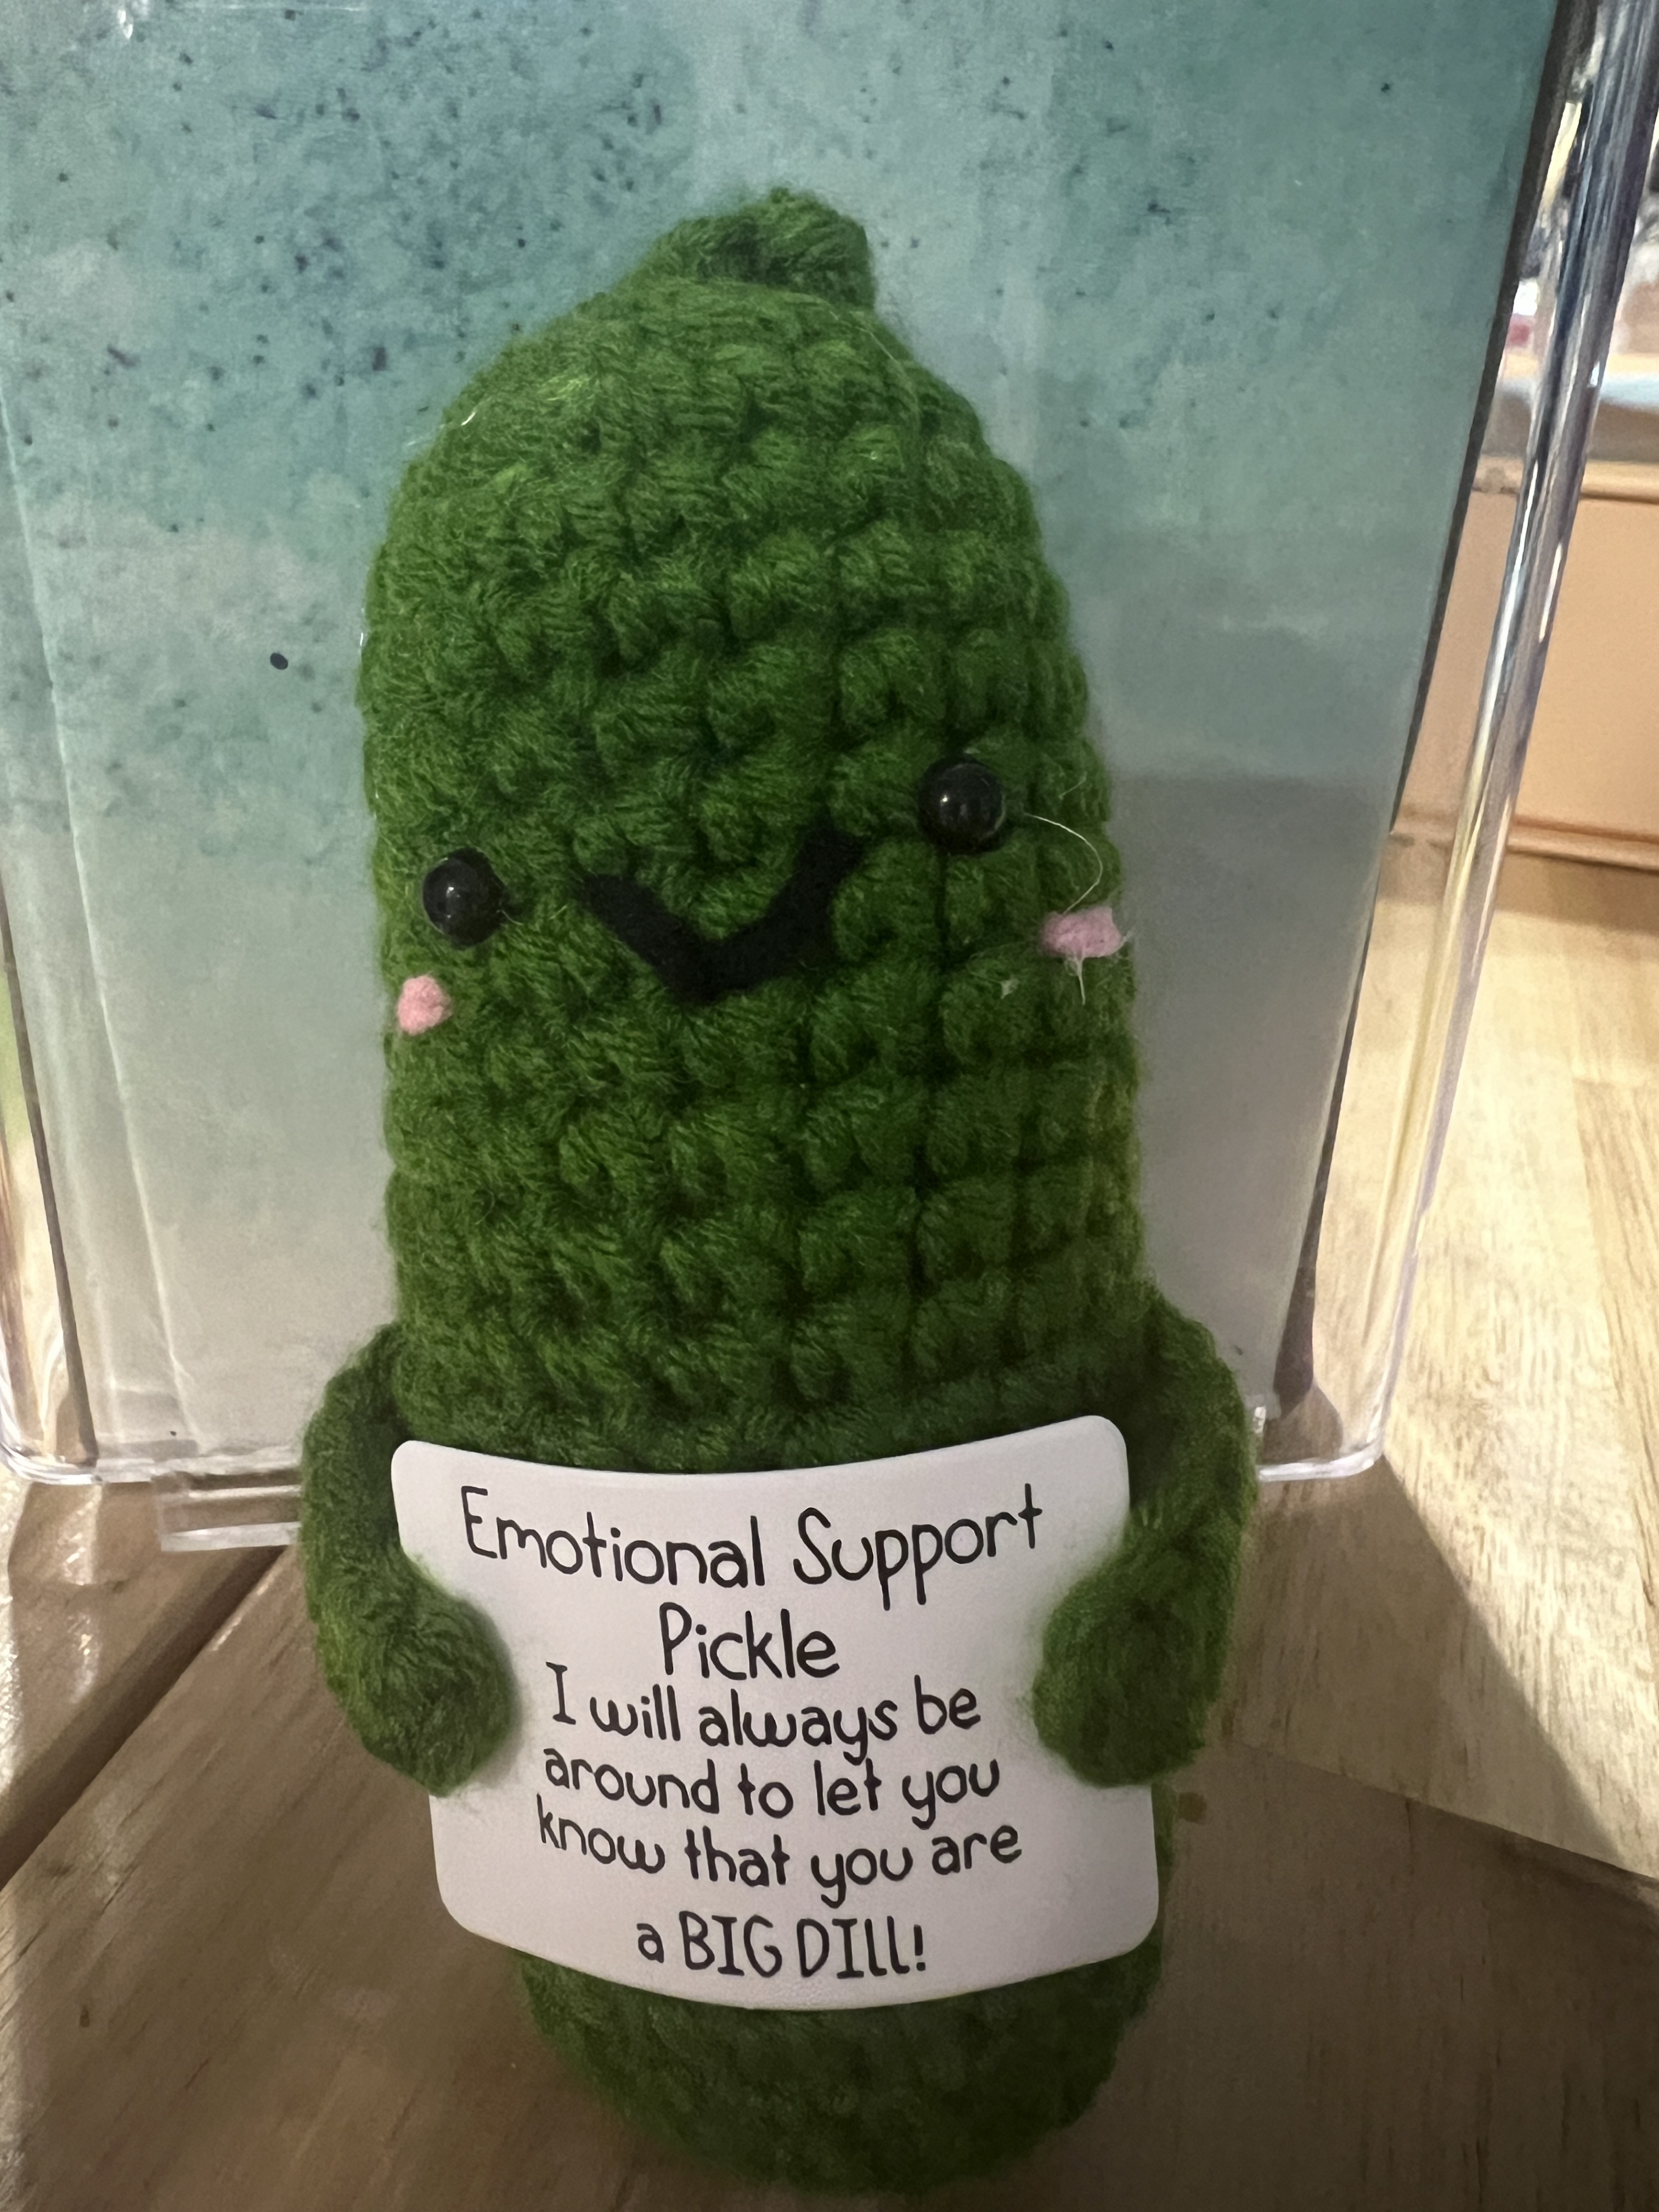 Emotional Support
Pickle
I will always be
around to let you
know that you are
a BIG DILL!